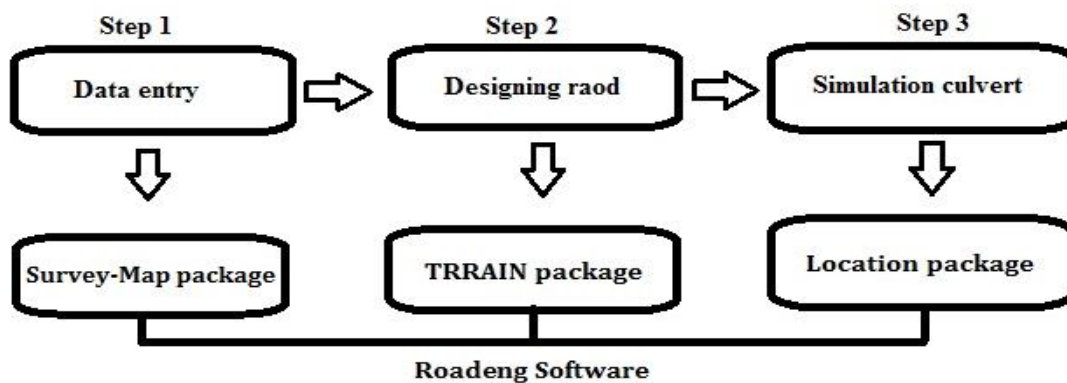 Step 1
Step 2
Step 3
Data entry
Designing raod
Simulation culvert
Survey-Map package
TRRAIN package
Location package
Roadeng Software